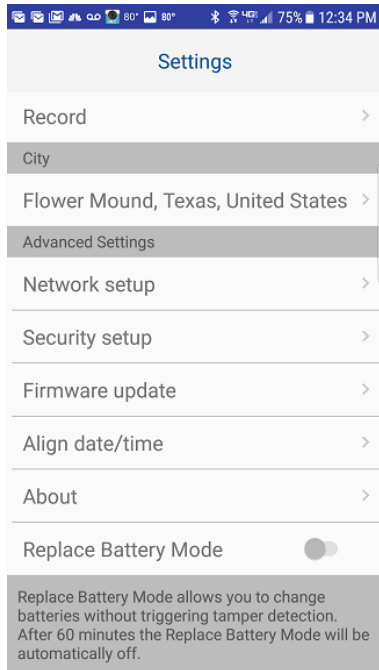 80° 80° 4G 75% 12:34 PM
Settings
Record
City
Flower Mound, Texas, United States
Advanced Settings
Network setup
Security setup
Firmware update
Align date/time
About
Replace Battery Mode
Replace Battery Mode allows you to change
batteries without triggering tamper detection.
After 60 minutes the Replace Battery Mode will be
automatically off.